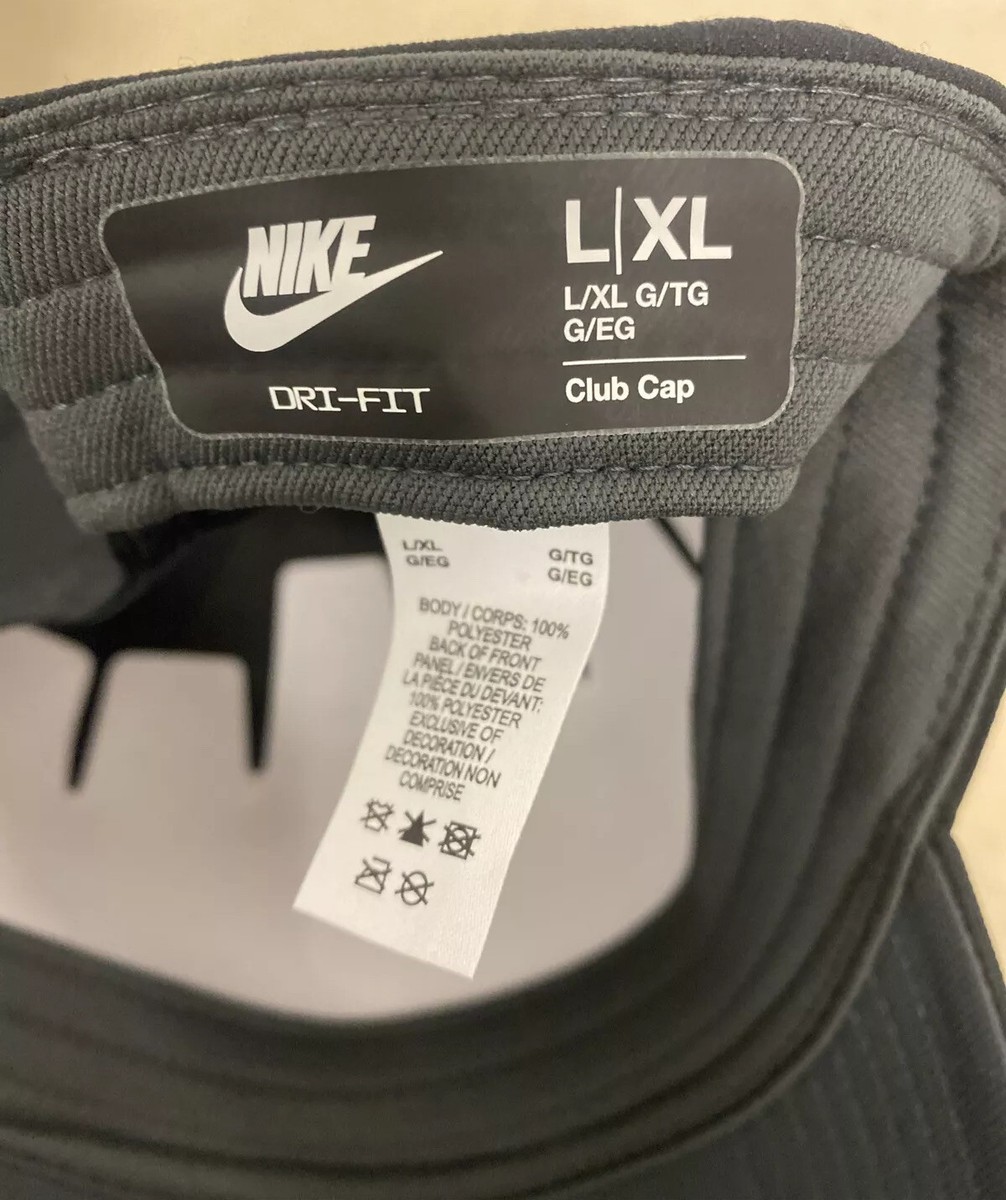 NIKE
DRI-FIT
L|XL
L/XL G/TG
G/EG
Club Cap
L/XL
G/EG
G/TG
G/EG
BODY / CORPS: 100%
POLYESTER
BACK OF FRONT
PANEL / ENVERS DE
LA PIÈCE DU DEVANT:
100% POLYESTER
EXCLUSIVE OF
DECORATION /
DECORATION NON
COMPRISE